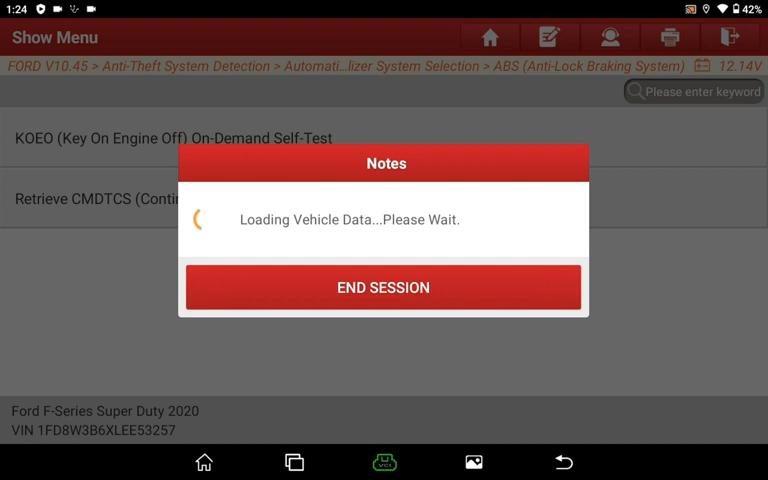 1:24
42%
Show Menu
FORD V10.45 > Anti-Theft System Detection > Automati...lizer System Selection > ABS (Anti-Lock Braking System)
12.14V
Please enter keyword
KOEO (Key On Engine Off) On-Demand Self-Test
Notes
Retrieve CMDTCS (Conti
Loading Vehicle Data...Please Wait.
END SESSION
Ford F-Series Super Duty 2020
VIN 1FD8W3B6XLEE53257
VCI